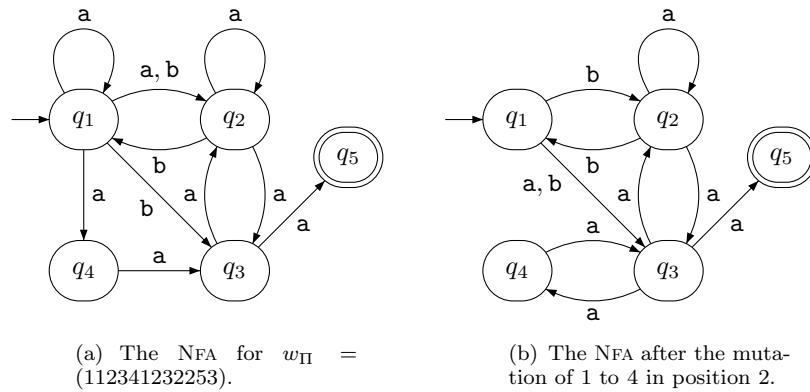 a
a
a, b
q1
q2
b
q5
a
b
a
a
a
q4
a
q3
(a) The NFA for wΠ =
(112341232253).
a
b
q1
q2
b
q5
a, b
a
a
a
a
q4
q3
a
(b) The NFA after the muta-
tion of 1 to 4 in position 2.